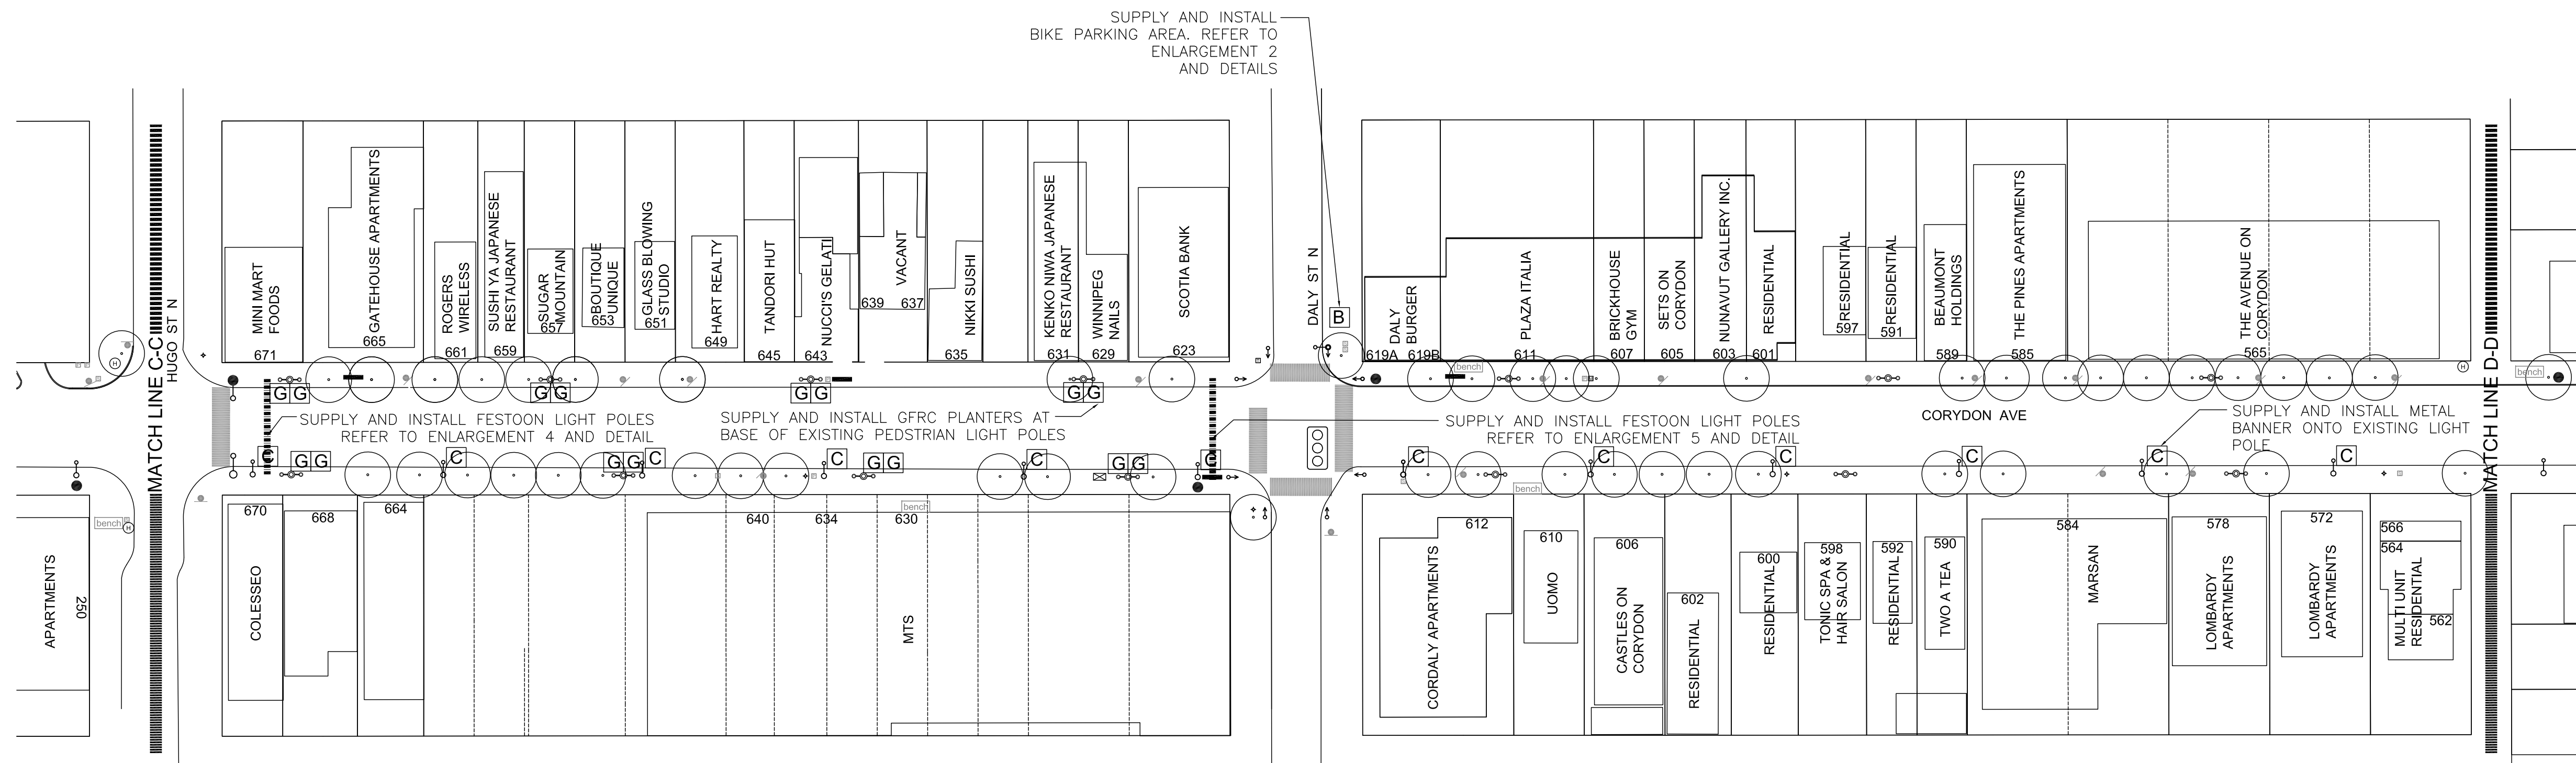 SUPPLY AND INSTALL
BIKE PARKING AREA. REFER TO
ENLARGEMENT 2
AND DETAILS
MATCH LINE C-C
HUGO ST N
MINI MART
FOODS
671
GATEHOUSE APARTMENTS
665
ROGERS
WIRELESS
661
SUSHI YA JAPANESE
RESTAURANT
659
SUGAR
MOUNTAIN
657
BOUTIQUE
UNIQUE
653
GLASS BLOWING
STUDIO
651
HART REALTY
649
TANDORI HUT
645
NUCCI'S GELATI
643
VACANT
639
637
NIKKI SUSHI
635
KENKO NIWA JAPANESE
RESTAURANT
631
WINNIPEG
NAILS
629
SCOTIA BANK
623
DALY ST N
B
DALY
BURGER
619A
619B
PLAZA ITALIA
611
BRICKHOUSE
GYM
607
SETS ON
CORYDON
605
NUNAVUT GALLERY INC.
603
RESIDENTIAL
601
RESIDENTIAL
597
RESIDENTIAL
591
BEAUMONT
HOLDINGS
589
THE PINES APARTMENTS
585
THE AVENUE ON
CORYDON
565
MATCH LINE D-D
H
H
bench
bench
G G
G G
G G
G G
SUPPLY AND INSTALL FESTOON LIGHT POLES
REFER TO ENLARGEMENT 4 AND DETAIL
SUPPLY AND INSTALL GFRC PLANTERS AT
BASE OF EXISTING PEDSTRIAN LIGHT POLES
SUPPLY AND INSTALL FESTOON LIGHT POLES
REFER TO ENLARGEMENT 5 AND DETAIL
CORYDON AVE
SUPPLY AND INSTALL METAL
BANNER ONTO EXISTING LIGHT
POLE
C
G G
C
G G
C
C
G G
C
G G
C
C
C
C
C
C
C
bench
H
bench
bench
APARTMENTS
250
670
COLESSEO
668
664
640
634
630
MTS
612
CORDALY APARTMENTS
610
UOMO
606
CASTLES ON
CORYDON
602
RESIDENTIAL
600
RESIDENTIAL
598
TONIC SPA &
HAIR SALON
592
RESIDENTIAL
590
TWO A TEA
584
MARSAN
578
LOMBARDY
APARTMENTS
572
LOMBARDY
APARTMENTS
566
564
MULTI UNIT
RESIDENTIAL
562